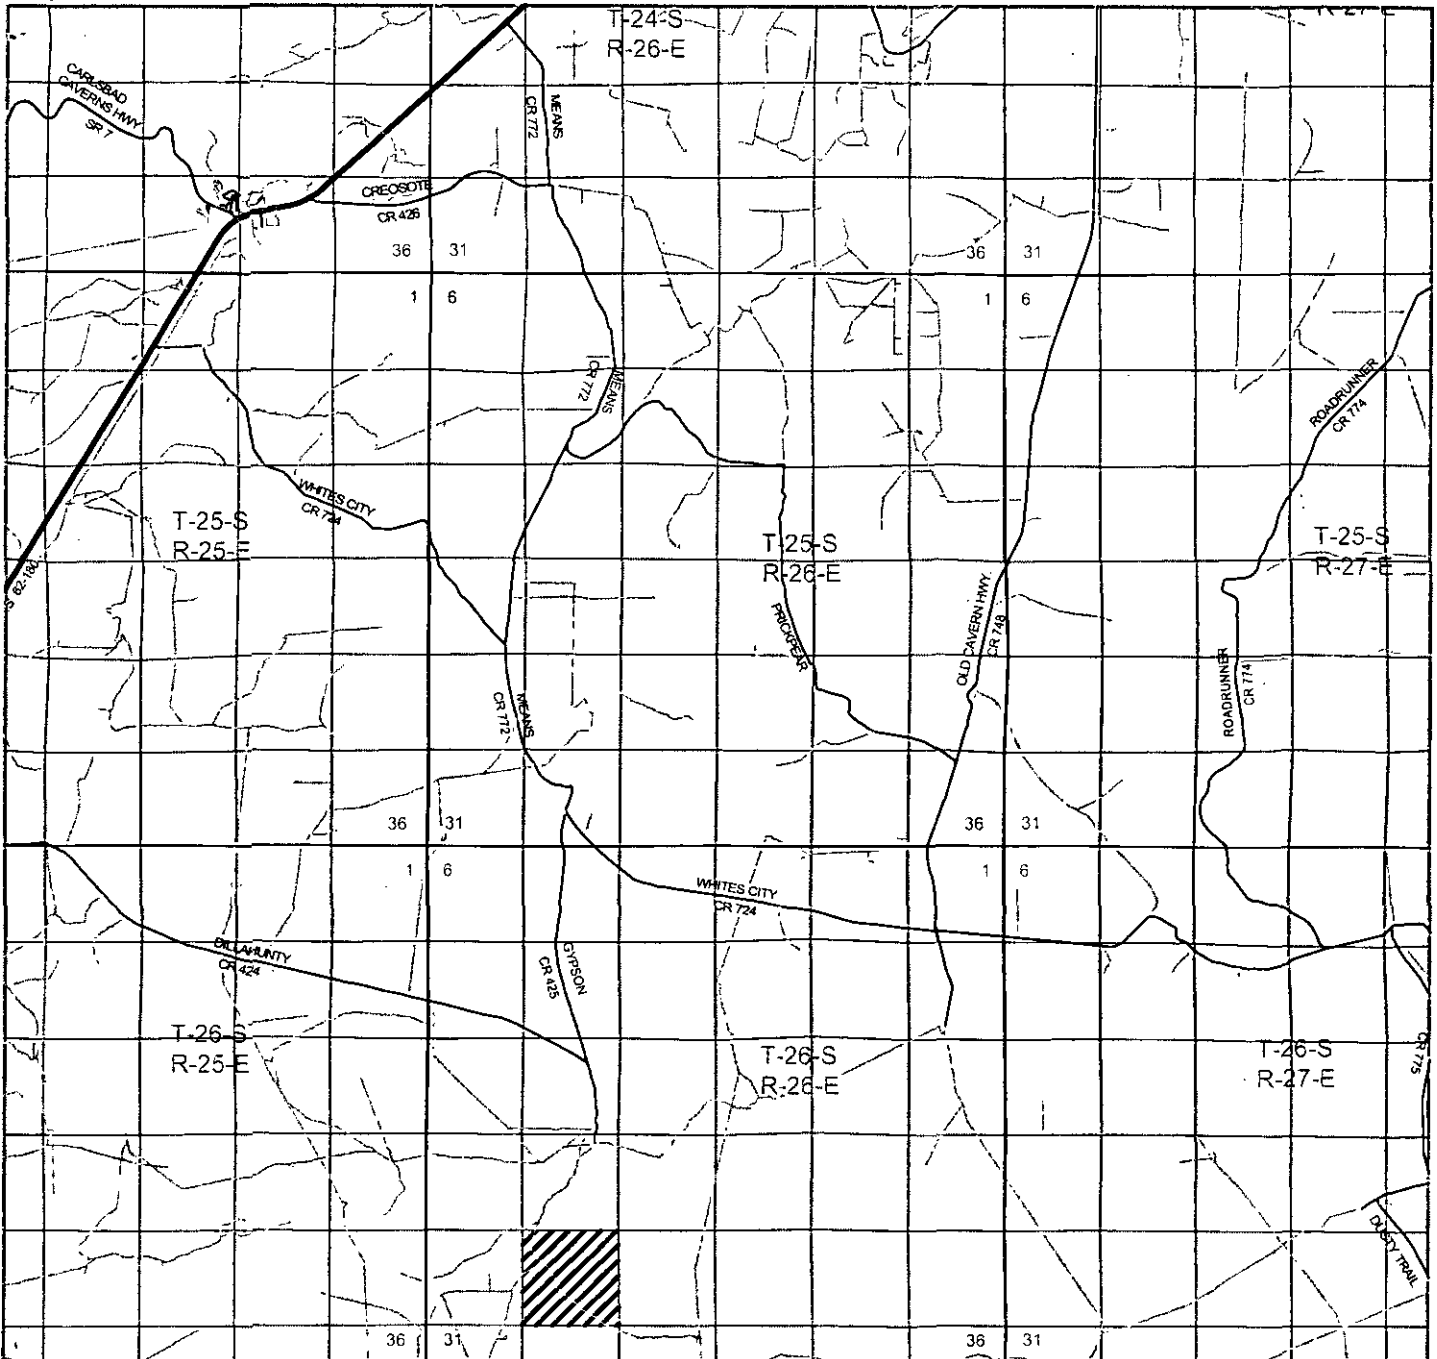 T-24-S
R-26-E
R-27-E
CARLSBAD
CAVERNS HWY
SR 7
MEANS
CR 772
CREOSOTE
CR 426
36 31
36 31
1 6
1 6
MEANS
CR 772
ROADRUNNER
CR 774
WHITES CITY
CR 724
T-25-S
R-25-E
T-25-S
R-26-E
T-25-S
R-27-E
S 62-180
PRICKPEAR
OLD CAVERN HWY.
CR 748
ROADRUNNER
CR 774
MEANS
CR 772
36 31
36 31
1 6
1 6
WHITES CITY
CR 724
DILLAHUNTY
CR 424
GYPSON
CR 425
T-26-S
R-25-E
T-26-S
R-26-E
T-26-S
R-27-E
CR 775
DUSTY TRAIL
36 31
36 31